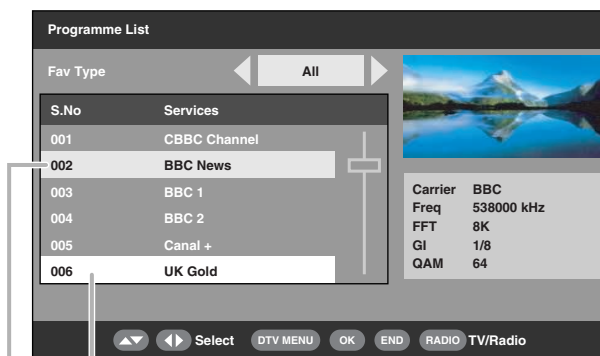 Programme List
Fav Type All
S.No Services
001 CBBC Channel
002 BBC News
003 BBC 1
004 BBC 2
005 Canal +
006 UK Gold
Carrier BBC
Freq 538000 kHz
FFT 8K
GI 1/8
QAM 64
Select DTV MENU OK END RADIO TV/Radio